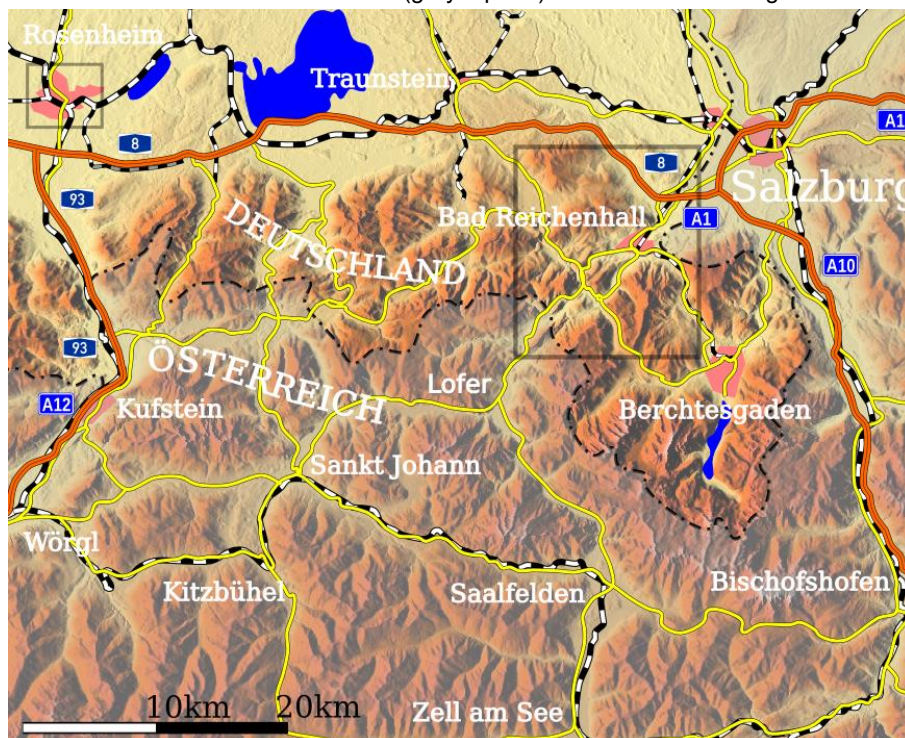 Rosenheim
Traunstein
A1
8
8
93
Salzburg
DEUTSCHLAND
Bad Reichenhall
A1
A10
93
ÖSTERREICH
Lofer
A12
Kufstein
Berchtesgaden
Sankt Johann
Wörgl
Kitzbühel
Saalfelden
Bischofshofen
10km
20km
Zell am See